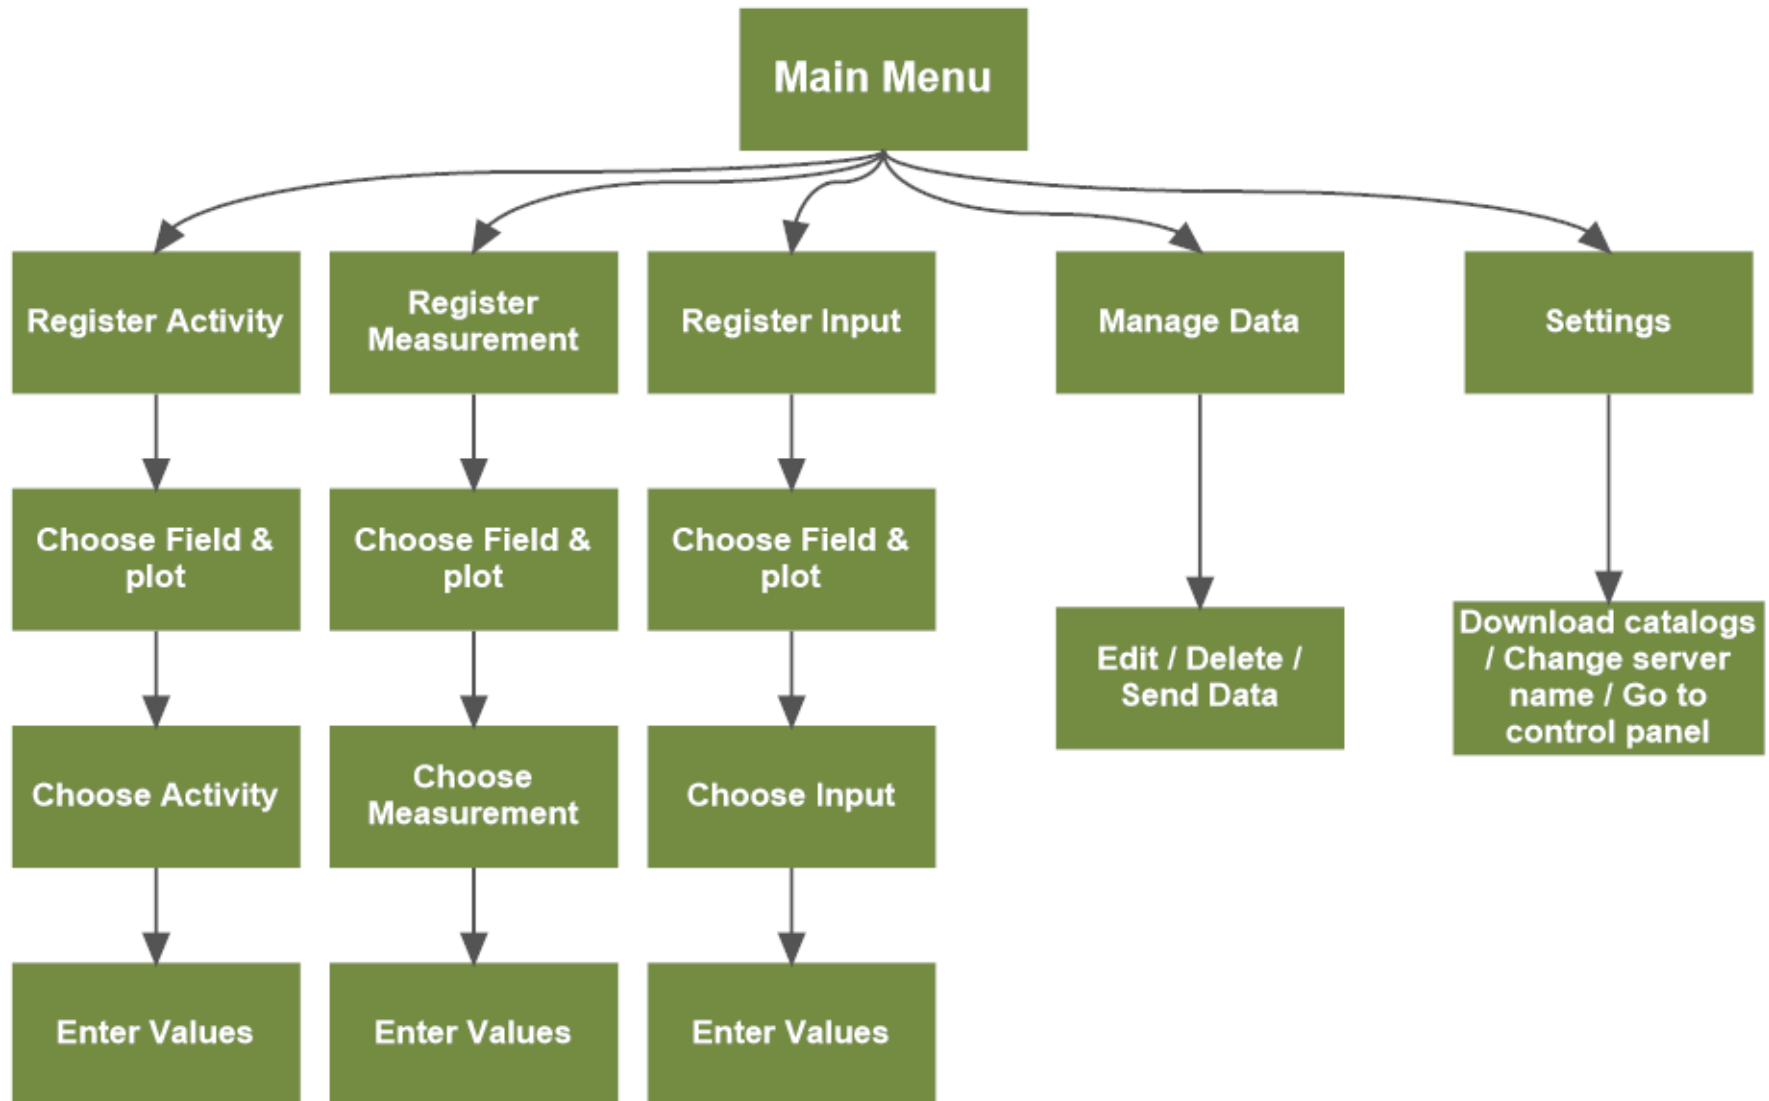 Main Menu
Register Activity
Register
Measurement
Register Input
Manage Data
Settings
Choose Field &
plot
Choose Field &
plot
Choose Field &
plot
Edit / Delete /
Send Data
Download catalogs
/ Change server
name / Go to
control panel
Choose Activity
Choose
Measurement
Choose Input
Enter Values
Enter Values
Enter Values